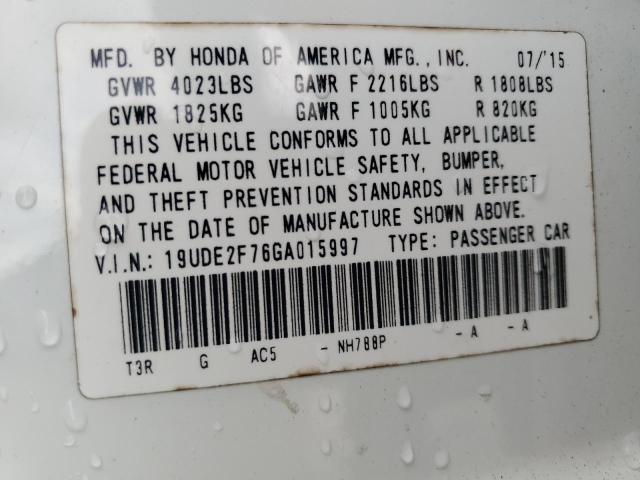 MFD. BY HONDA OF AMERICA MFG., INC. 07/'15
GVWR 4023LBS GAWR F 2216LBS R 1808LBS
GVWR 1825KG GAWR F 1005KG R 820KG
THIS VEHICLE CONFORMS TO ALL APPLICABLE
FEDERAL MOTOR VEHICLE SAFETY, BUMPER,
AND THEFT PREVENTION STANDARDS IN EFFECT
ON THE DATE OF MANUFACTURE SHOWN ABOVE.
V.I.N.: 19UDE2F76GA015997 TYPE: PASSENGER CAR
T3R G AC5 - NH788P - A - A